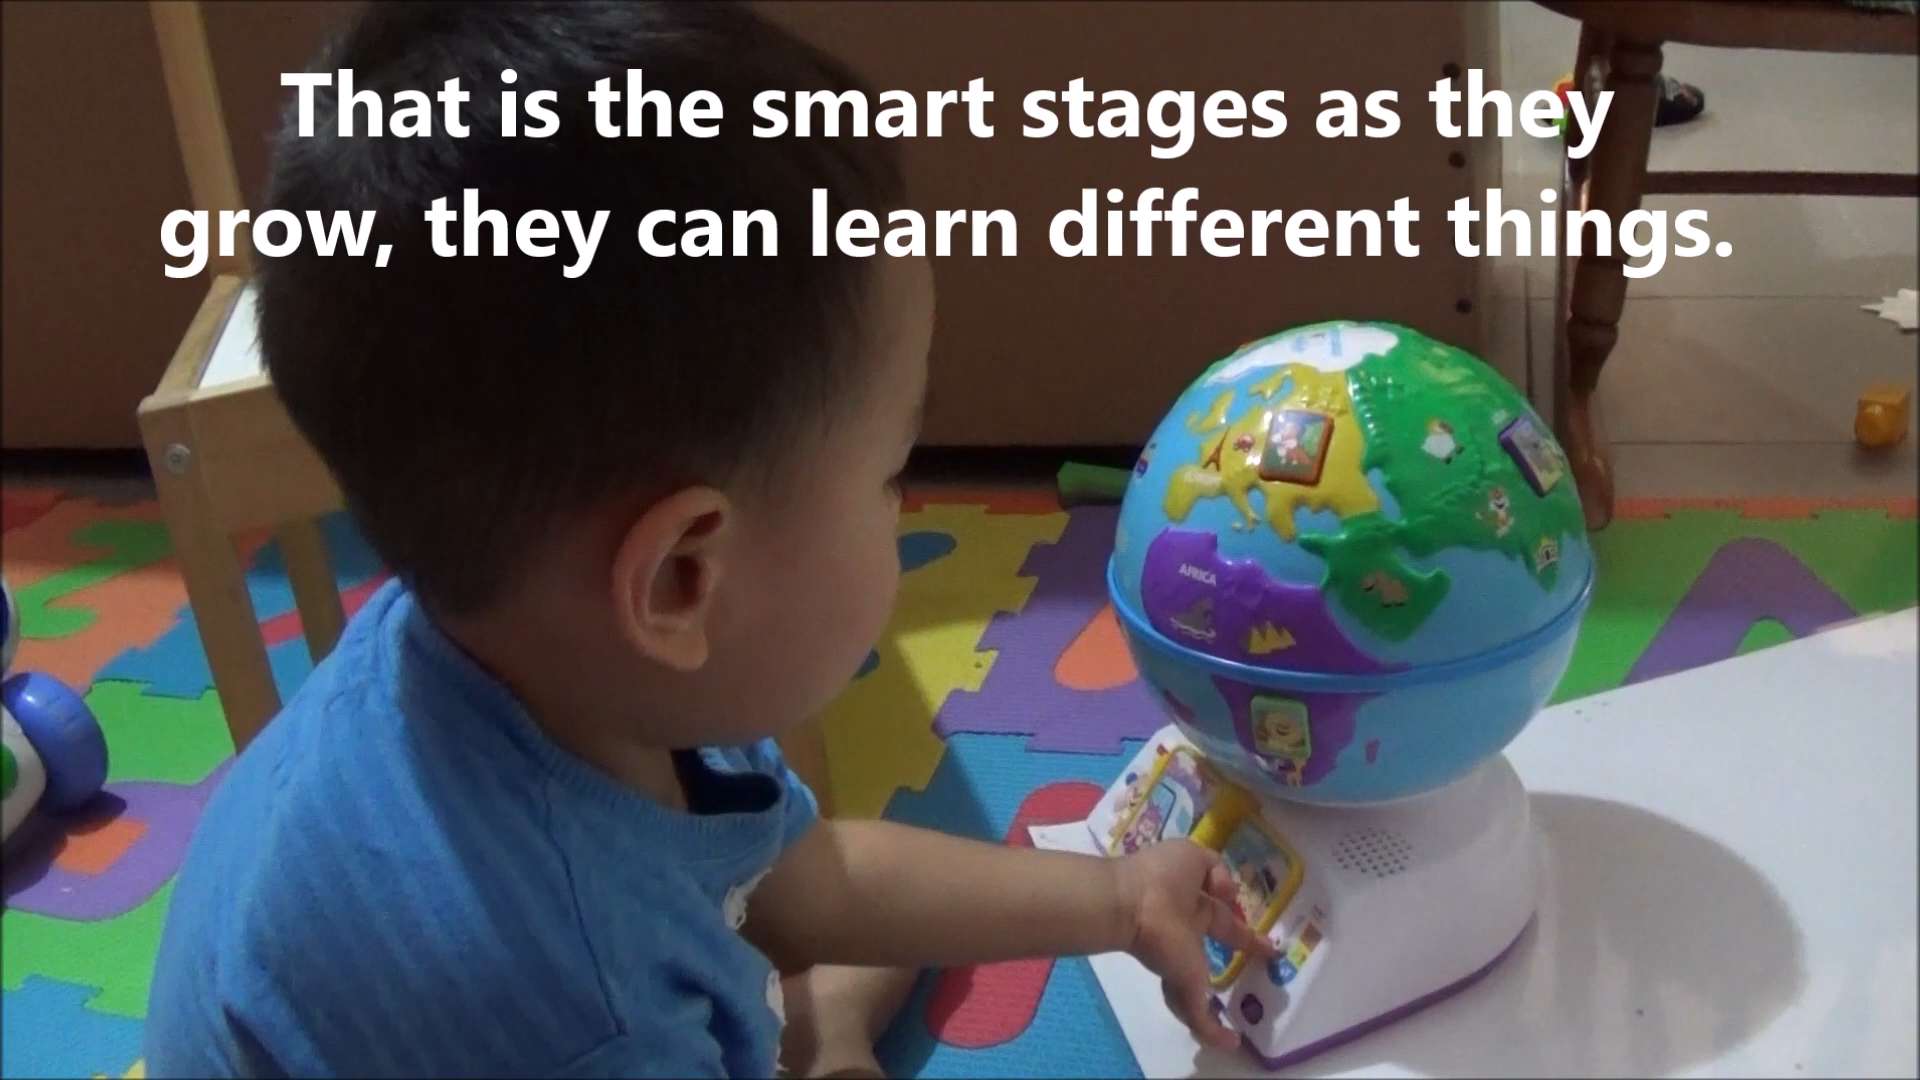 That is the smart stages as they
grow, they can learn different things.
AFRICA